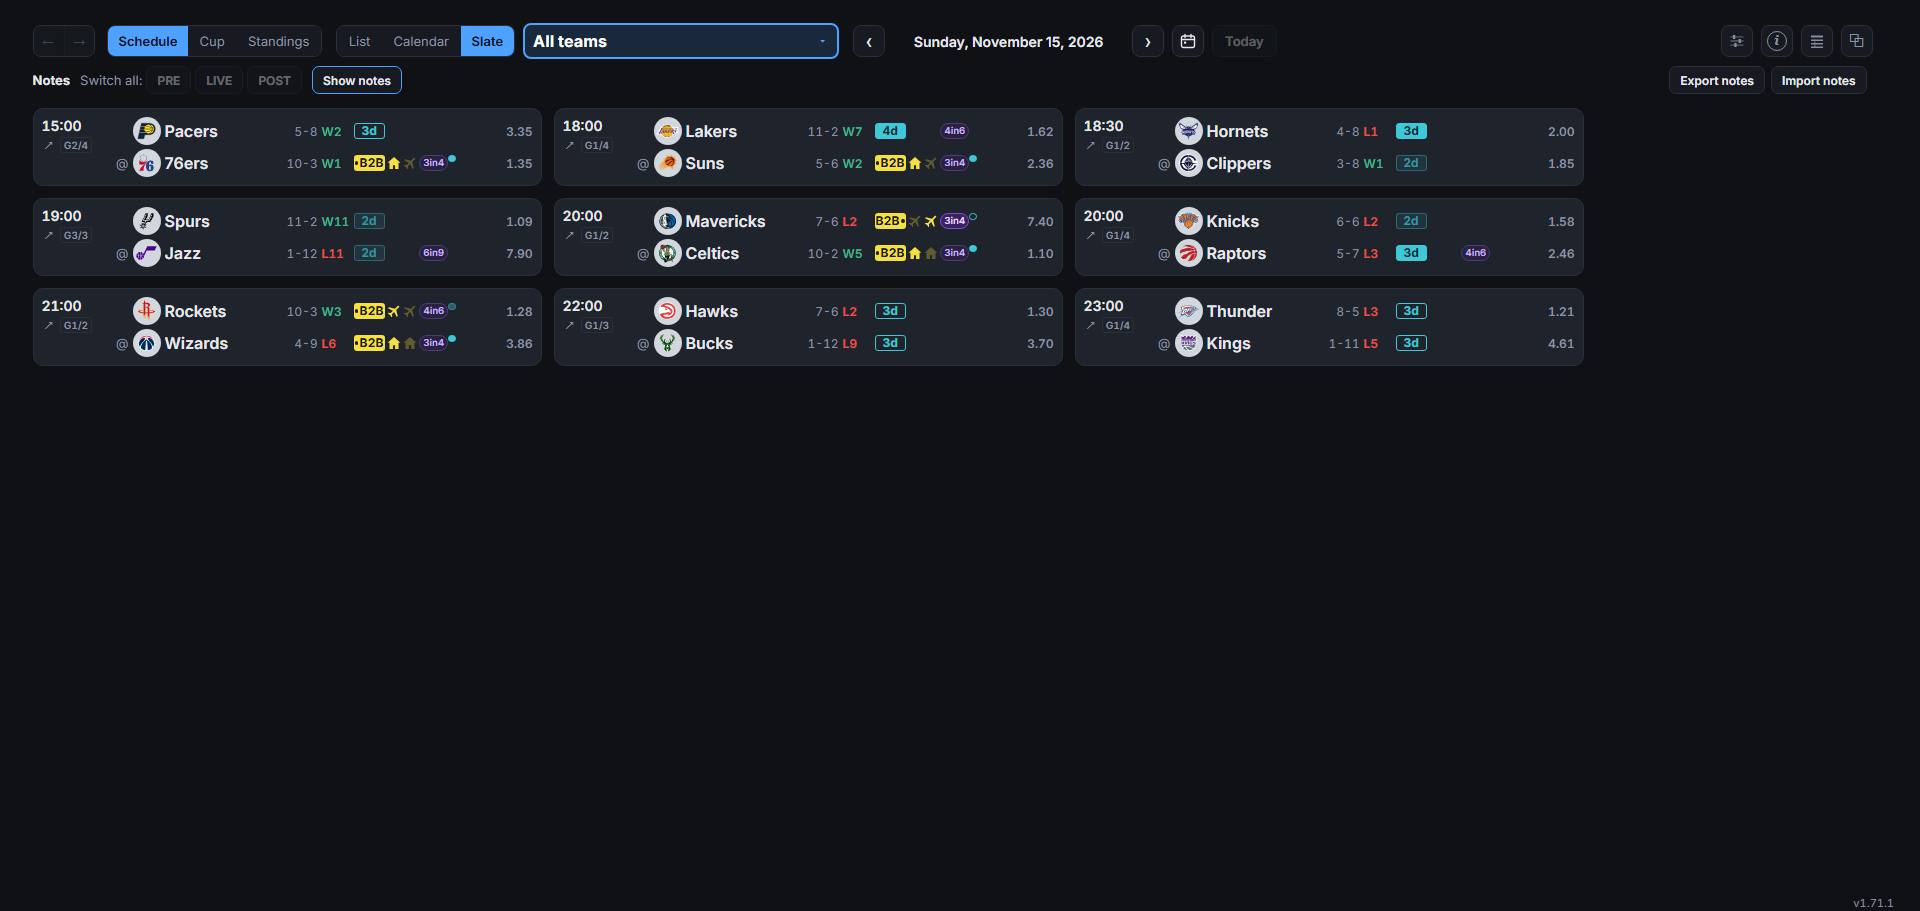 ← → Schedule Cup Standings List Calendar Slate All teams ‹ Sunday, November 15, 2026 › Today
Notes Switch all: PRE LIVE POST Show notes Export notes Import notes
15:00 Pacers 5-8 W2 3d 3.35
↗ G2/4
@ 76ers 10-3 W1 •B2B 3in4 1.35
18:00 Lakers 11-2 W7 4d 4in6 1.62
↗ G1/4
@ Suns 5-6 W2 •B2B 3in4 2.36
18:30 Hornets 4-8 L1 3d 2.00
↗ G1/2
@ Clippers 3-8 W1 2d 1.85
19:00 Spurs 11-2 W11 2d 1.09
↗ G3/3
@ Jazz 1-12 L11 2d 6in9 7.90
20:00 Mavericks 7-6 L2 B2B• 3in4 7.40
↗ G1/2
@ Celtics 10-2 W5 •B2B 3in4 1.10
20:00 Knicks 6-6 L2 2d 1.58
↗ G1/4
@ Raptors 5-7 L3 3d 4in6 2.46
21:00 Rockets 10-3 W3 •B2B 4in6 1.28
↗ G1/2
@ Wizards 4-9 L6 •B2B 3in4 3.86
22:00 Hawks 7-6 L2 3d 1.30
↗ G1/3
@ Bucks 1-12 L9 3d 3.70
23:00 Thunder 8-5 L3 3d 1.21
↗ G1/4
@ Kings 1-11 L5 3d 4.61
v1.71.1